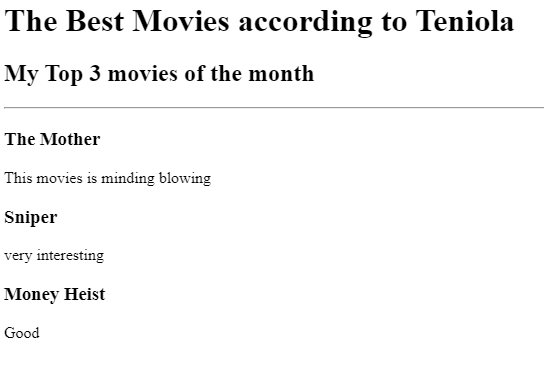 The Best Movies according to Teniola
My Top 3 movies of the month
The Mother
This movies is minding blowing
Sniper
very interesting
Money Heist
Good